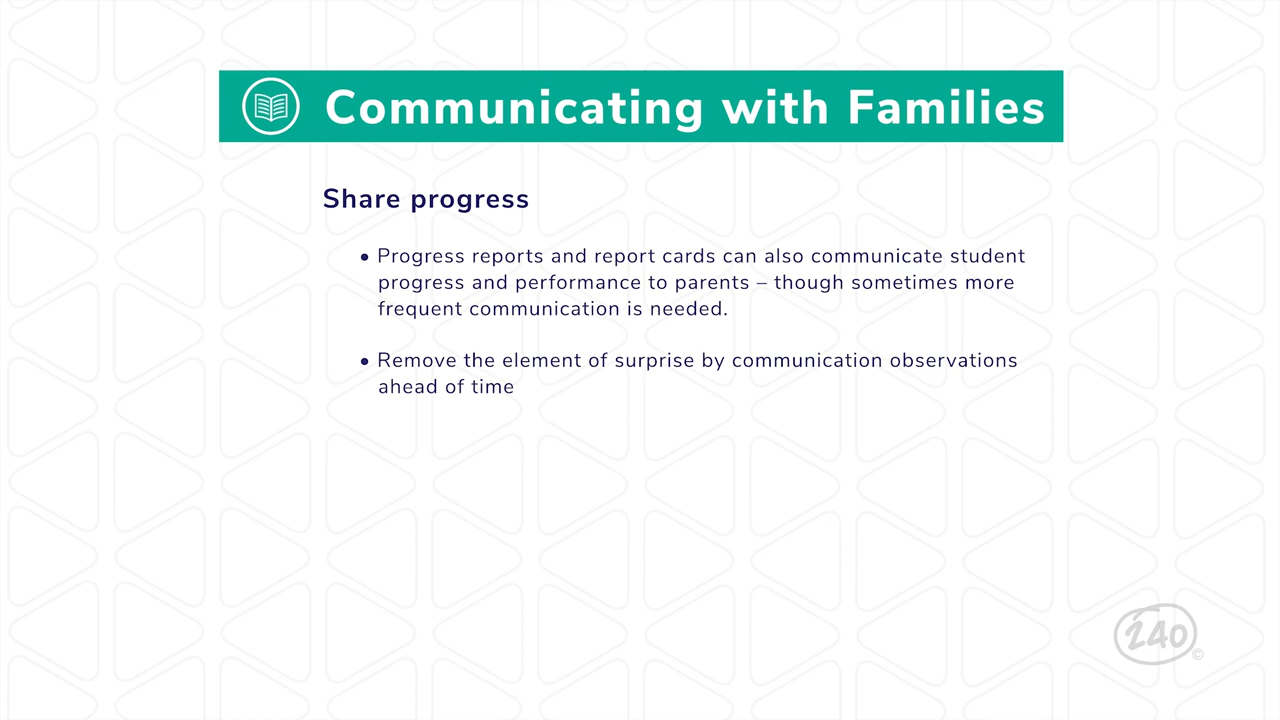 Communicating with Families
Share progress
• Progress reports and report cards can also communicate student
progress and performance to parents – though sometimes more
frequent communication is needed.
• Remove the element of surprise by communication observations
ahead of time
240
©